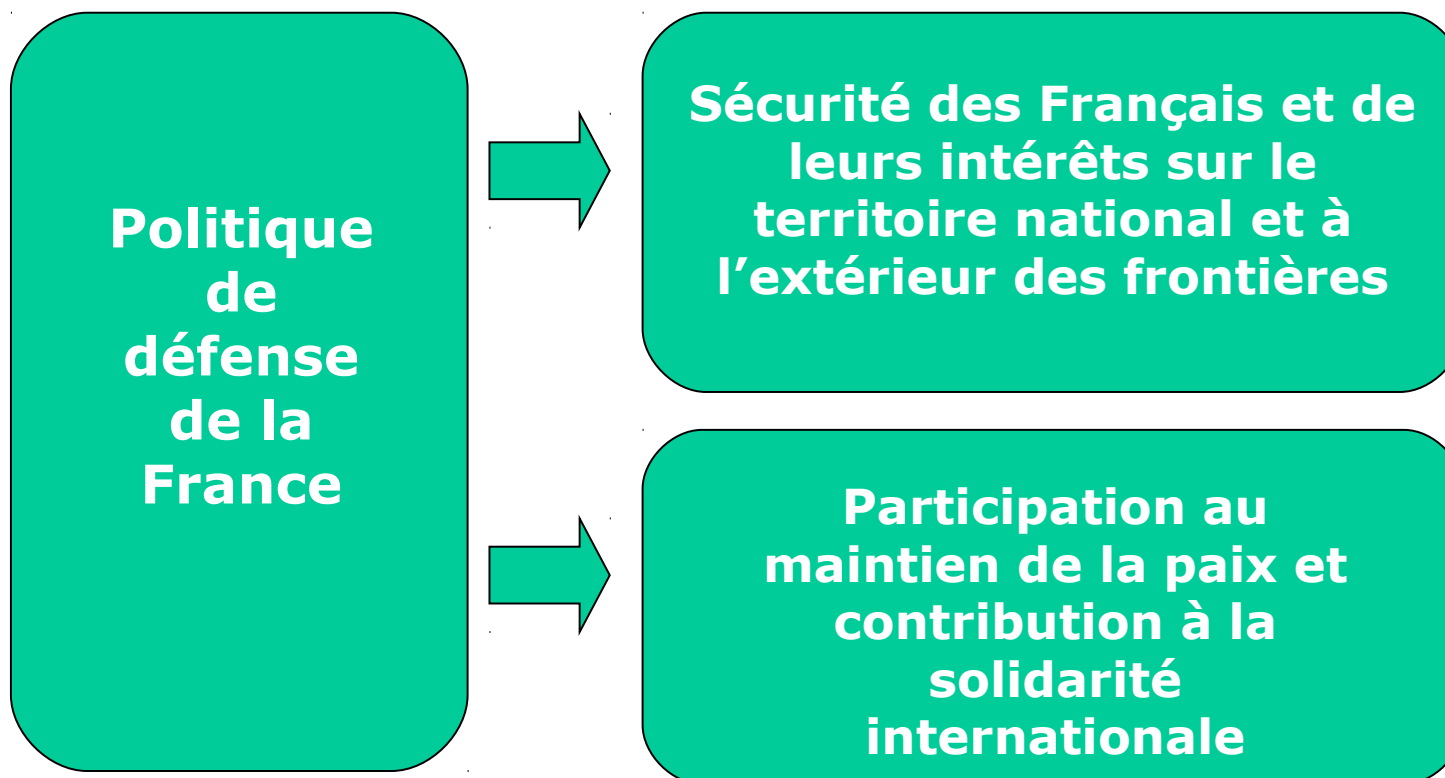 Politique
de
défense
de la
France
Sécurité des Français et de
leurs intérêts sur le
territoire national et à
l’extérieur des frontières
Participation au
maintien de la paix et
contribution à la
solidarité
internationale